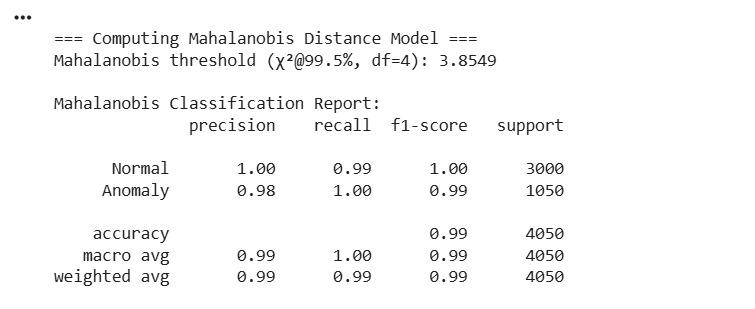 •••
=== Computing Mahalanobis Distance Model ===
Mahalanobis threshold (χ²@99.5%, df=4): 3.8549
Mahalanobis Classification Report:
precision recall f1-score support
Normal 1.00 0.99 1.00 3000
Anomaly 0.98 1.00 0.99 1050
accuracy 0.99 4050
macro avg 0.99 1.00 0.99 4050
weighted avg 0.99 0.99 0.99 4050